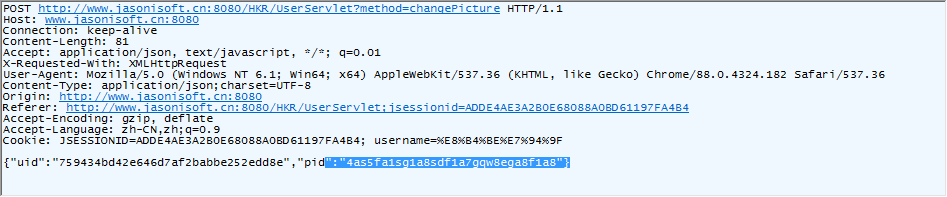 POST http://www.jasonisoft.cn:8080/HKR/UserServlet?method=changePicture HTTP/1.1
Host: www.jasonisoft.cn:8080
Connection: keep-alive
Content-Length: 81
Accept: application/json, text/javascript, */*; q=0.01
X-Requested-With: XMLHttpRequest
User-Agent: Mozilla/5.0 (Windows NT 6.1; Win64; x64) AppleWebKit/537.36 (KHTML, like Gecko) Chrome/88.0.4324.182 Safari/537.36
Content-Type: application/json;charset=UTF-8
Origin: http://www.jasonisoft.cn:8080
Referer: http://www.jasonisoft.cn:8080/HKR/UserServlet;jsessionid=ADDE4AE3A2B0E68088A0BD61197FA4B4
Accept-Encoding: gzip, deflate
Accept-Language: zh-CN,zh;q=0.9
Cookie: JSESSIONID=ADDE4AE3A2B0E68088A0BD61197FA4B4; username=%E8%B4%BE%E7%94%9F
{"uid":"759434bd42e646d7af2babbe252edd8e","pid":"4as5fa1sg1a8sdf1a7gqw8ega8f1a8"}